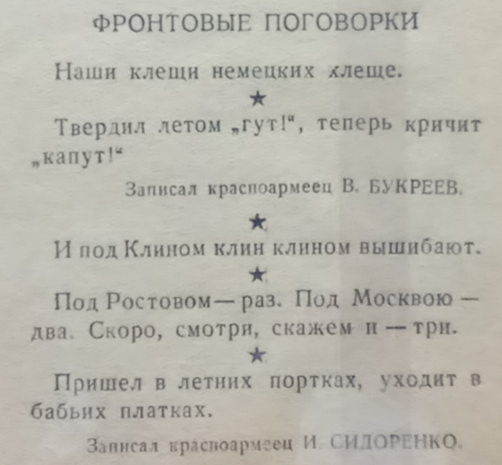 ФРОНТОВЫЕ ПОГОВОРКИ
Наши клещи немецких хлеще.
★
Твердил летом „гут!“, теперь кричит
„капут!“
Записал красноармеец В. БУКРЕЕВ.
★
И под Клином клин клином вышибают.
★
Под Ростовом — раз. Под Москвою —
два. Скоро, смотри, скажем и — три.
★
Пришел в летних портках, уходит в
бабьих платках.
Записал красноармеец И. СИДОРЕНКО.